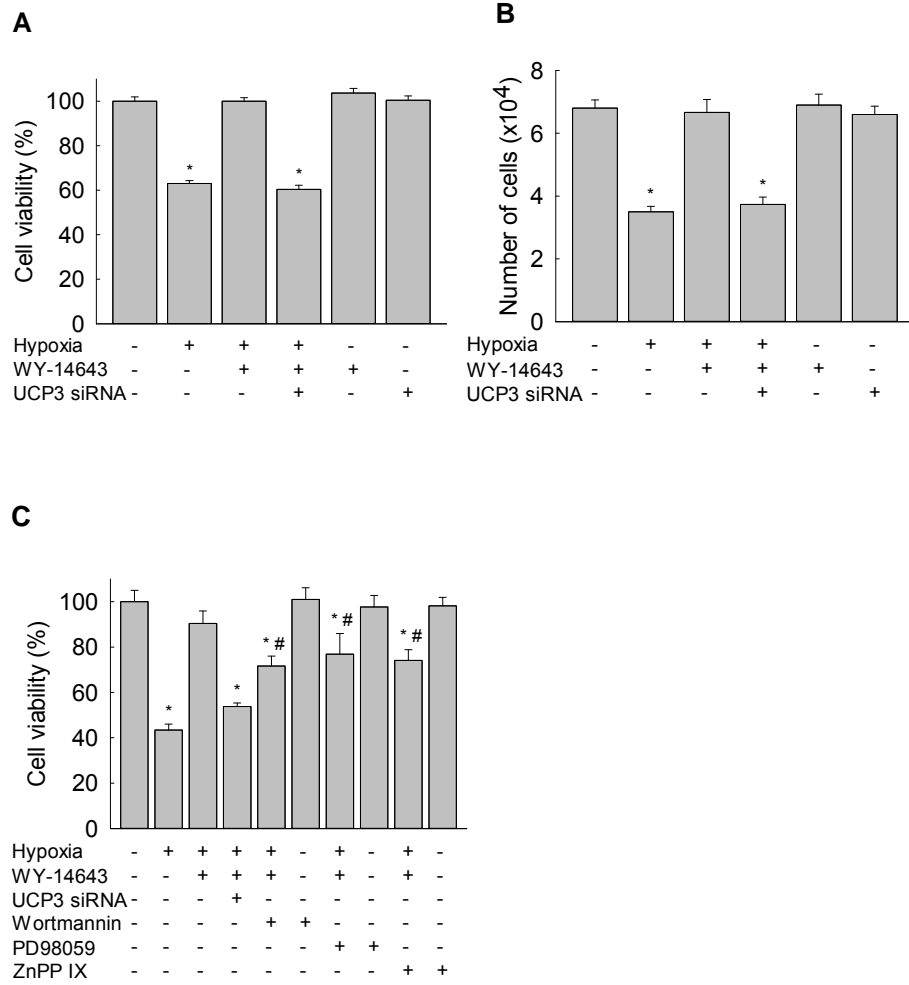 A
Cell viability (%)
100
80
60
40
20
0
* *
Hypoxia - + + + - -
WY-14643 - - + + + -
UCP3 siRNA - - - + - +
B
Number of cells (x10⁴)
8
6
4
2
0
* *
Hypoxia - + + + - -
WY-14643 - - + + + -
UCP3 siRNA - - - + - +
C
Cell viability (%)
100
80
60
40
20
0
* * * # * # * #
Hypoxia - + + + + - + - + -
WY-14643 - - + + + - + - + -
UCP3 siRNA - - - + - - - - - -
Wortmannin - - - - + + - - - -
PD98059 - - - - - - + + - -
ZnPP IX - - - - - - - - + +